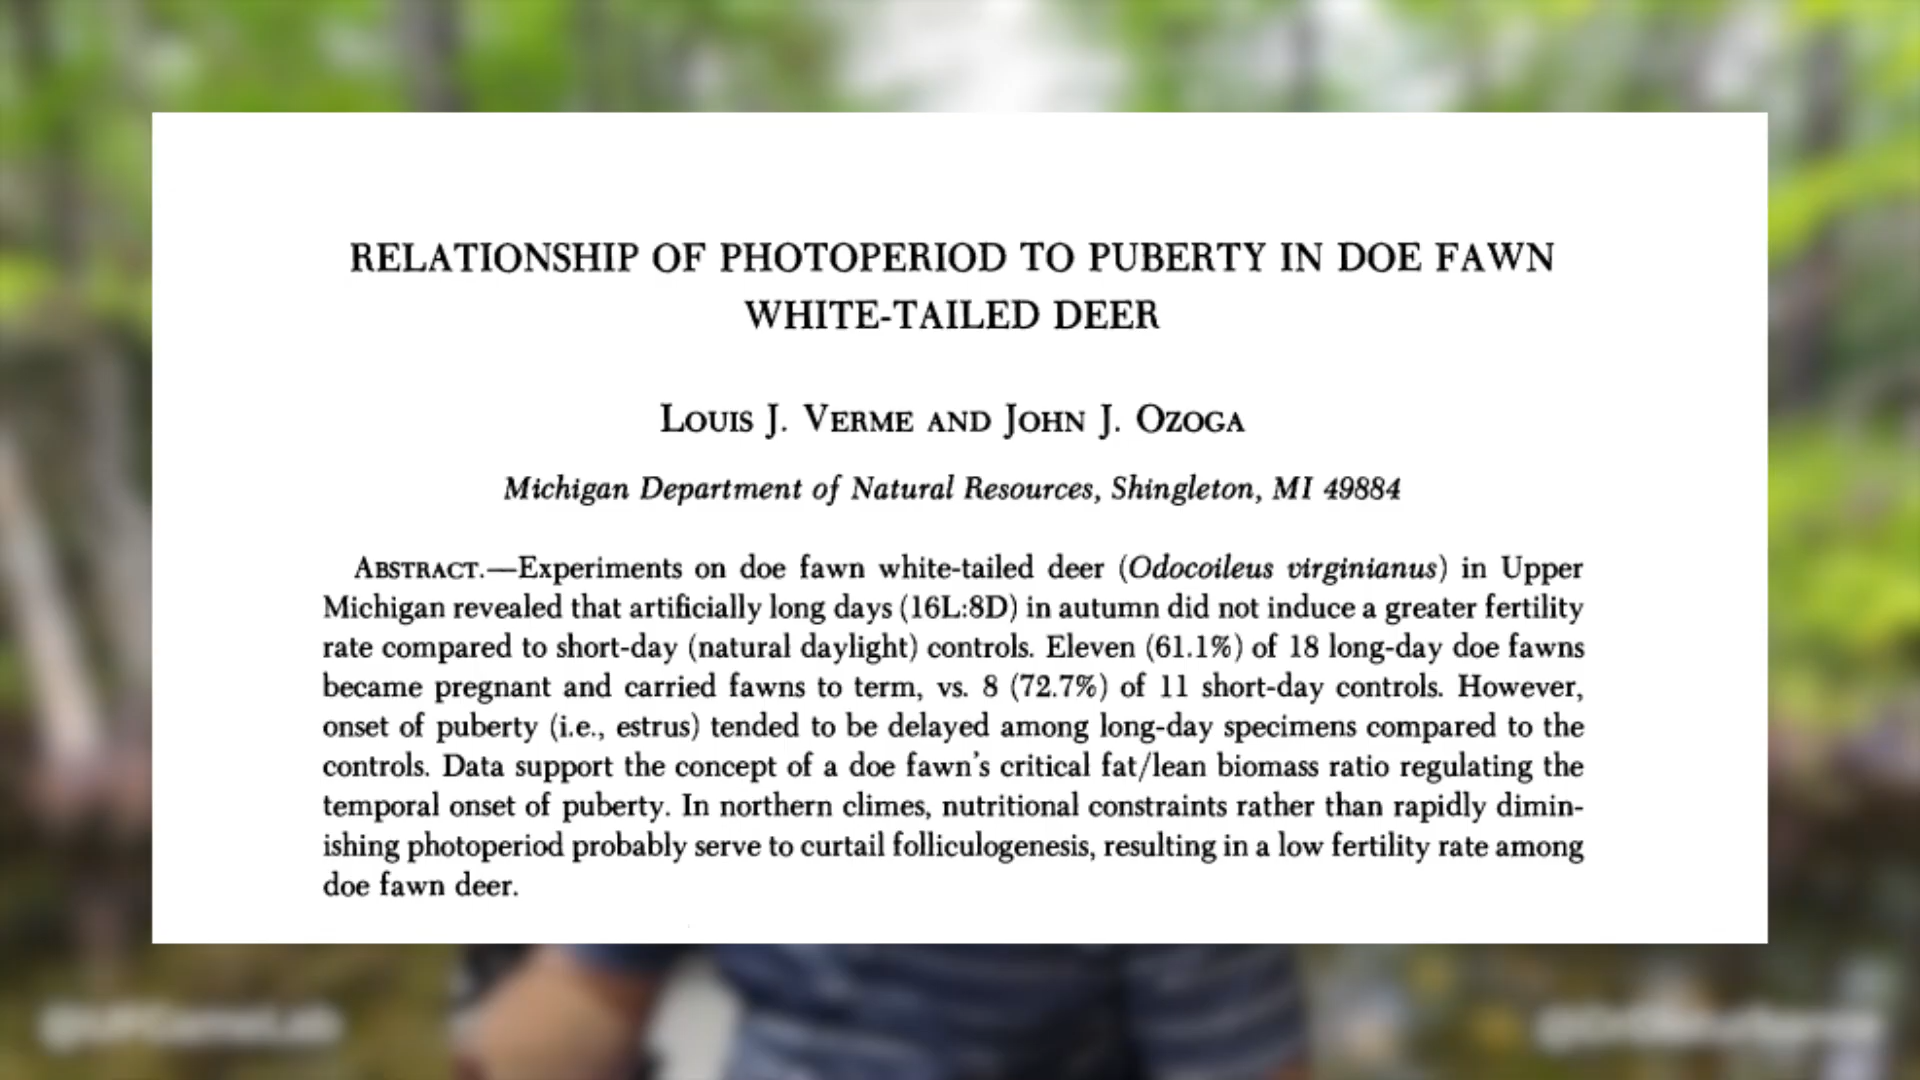 RELATIONSHIP OF PHOTOPERIOD TO PUBERTY IN DOE FAWN
WHITE-TAILED DEER
LOUIS J. VERME AND JOHN J. OZOGA
Michigan Department of Natural Resources, Shingleton, MI 49884
ABSTRACT.—Experiments on doe fawn white-tailed deer (Odocoileus virginianus) in Upper
Michigan revealed that artificially long days (16L:8D) in autumn did not induce a greater fertility
rate compared to short-day (natural daylight) controls. Eleven (61.1%) of 18 long-day doe fawns
became pregnant and carried fawns to term, vs. 8 (72.7%) of 11 short-day controls. However,
onset of puberty (i.e., estrus) tended to be delayed among long-day specimens compared to the
controls. Data support the concept of a doe fawn's critical fat/lean biomass ratio regulating the
temporal onset of puberty. In northern climes, nutritional constraints rather than rapidly dimin-
ishing photoperiod probably serve to curtail folliculogenesis, resulting in a low fertility rate among
doe fawn deer.